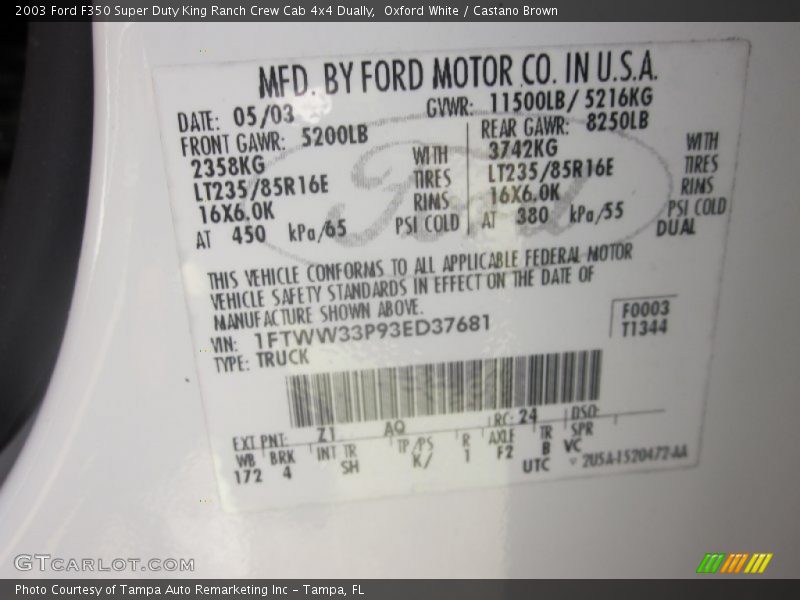 2003 Ford F350 Super Duty King Ranch Crew Cab 4x4 Dually,  Oxford White / Castano Brown
MFD. BY FORD MOTOR CO. IN U.S.A.
DATE: 05/03
GVWR: 11500LB/ 5216KG
FRONT GAWR: 5200LB
REAR GAWR: 8250LB
2358KG
WITH
3742KG
WITH
LT235/85R16E
TIRES
LT235/85R16E
TIRES
16X6.0K
RINS
16X6.0K
RINS
AT 450 kPa/65
PSI COLD
AT 380 kPa/55
PSI COLD
DUAL
Ford
THIS VEHICLE CONFORMS TO ALL APPLICABLE FEDERAL MOTOR
VEHICLE SAFETY STANDARDS IN EFFECT ON THE DATE OF
MANUFACTURE SHOWN ABOVE.
VIN: 1FTWW33P93ED37681
F0003
TYPE: TRUCK
T1344
EXT PNT: Z1 AQ RC: 24 DSO:
WB BRK INT TR TP/PS R AXLE TR SPR
172 4 SH K/ 1 F2 B VC
UTC 2U5A-1520472-AA
GTCARLOT.COM
Photo Courtesy of Tampa Auto Remarketing Inc - Tampa, FL